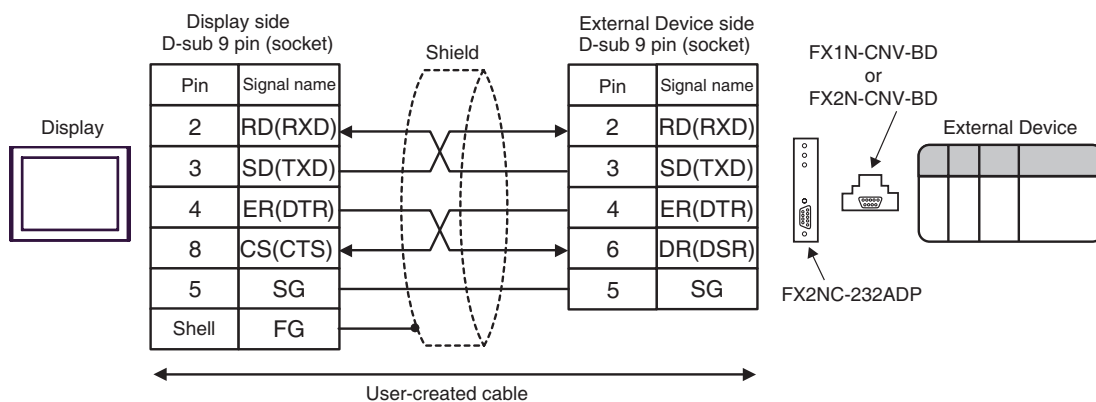 Display side
D-sub 9 pin (socket)
Shield
External Device side
D-sub 9 pin (socket)
FX1N-CNV-BD
or
FX2N-CNV-BD
Display
External Device
Pin Signal name
2 RD(RXD)
3 SD(TXD)
4 ER(DTR)
8 CS(CTS)
5 SG
Shell FG
Pin Signal name
2 RD(RXD)
3 SD(TXD)
4 ER(DTR)
6 DR(DSR)
5 SG
FX2NC-232ADP
User-created cable